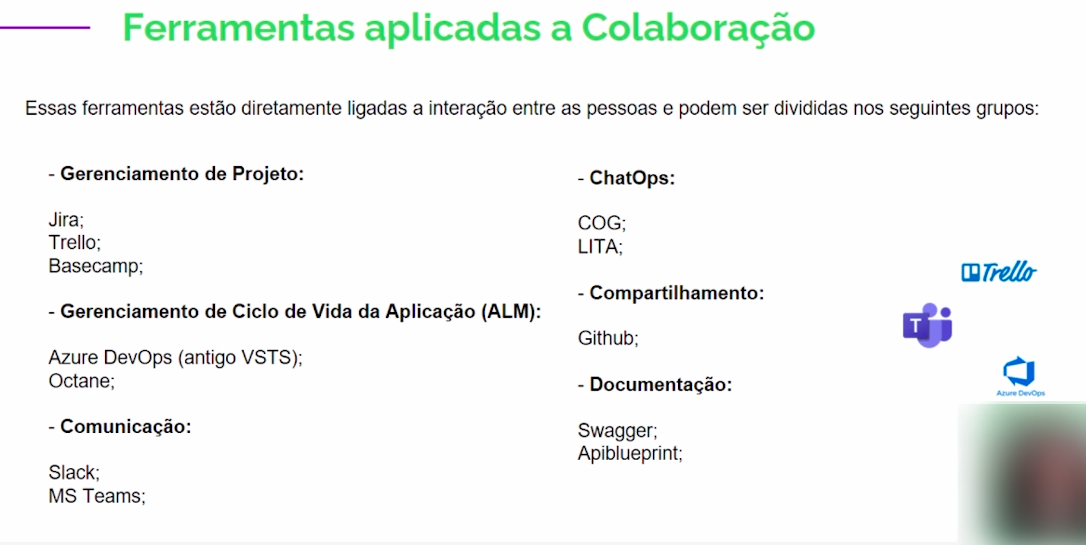 Ferramentas aplicadas a Colaboração
Essas ferramentas estão diretamente ligadas a interação entre as pessoas e podem ser divididas nos seguintes grupos:
- Gerenciamento de Projeto:
Jira;
Trello;
Basecamp;
- Gerenciamento de Ciclo de Vida da Aplicação (ALM):
Azure DevOps (antigo VSTS);
Octane;
- Comunicação:
Slack;
MS Teams;
- ChatOps:
COG;
LITA;
- Compartilhamento:
Github;
- Documentação:
Swagger;
Apiblueprint;
Trello
T
Azure DevOps